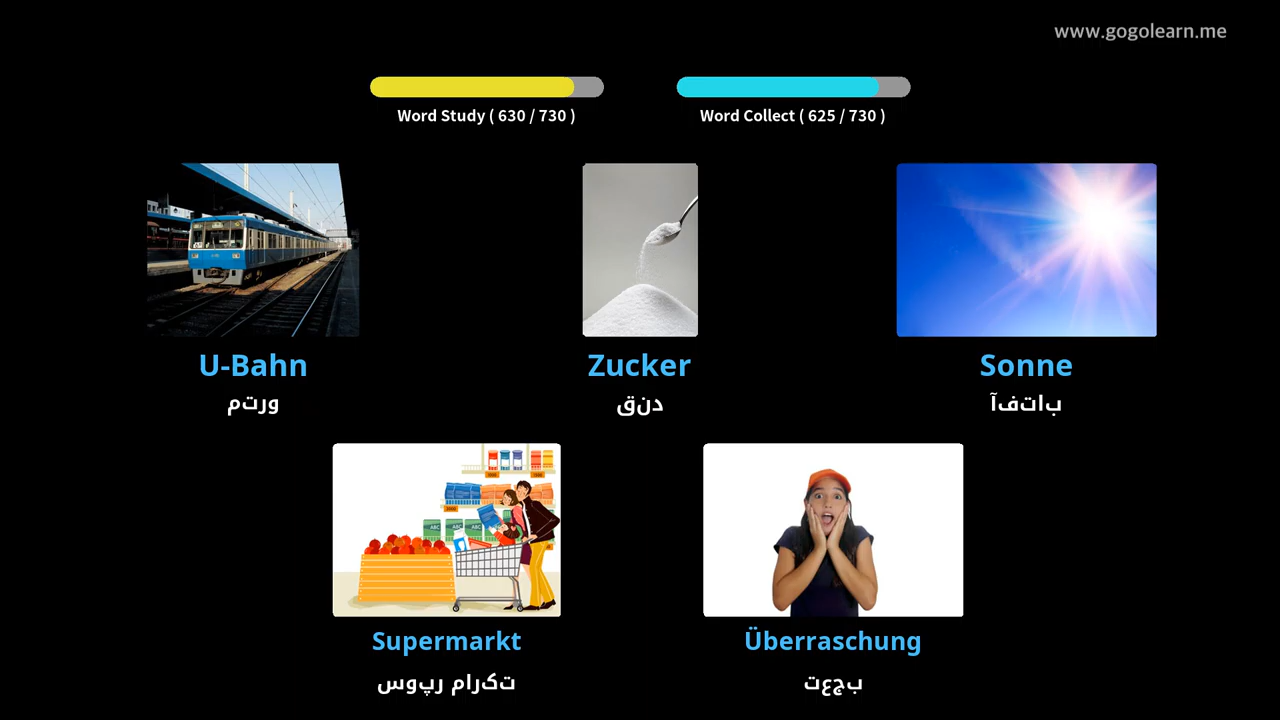 www.gogolearn.me
Word Study ( 630 / 730 )
Word Collect ( 625 / 730 )
U-Bahn
ورتم
Zucker
دنق
Sonne
باتفآ
Supermarkt
تکرام رپوس
Überraschung
بجعت